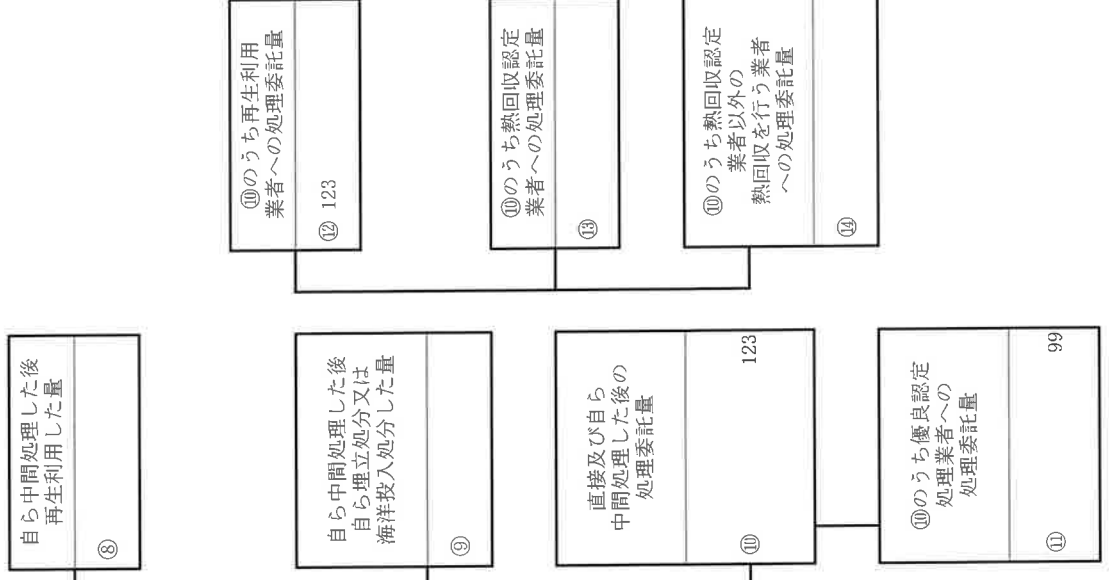 自ら中間処理した後
再生利用した量
⑧
自ら中間処理した後
自ら埋立処分又は
海洋投入処分した量
⑨
直接及び自ら
中間処理した後の
処理委託量
⑩ 123
⑩のうち優良認定
処理業者への
処理委託量
⑪ 99
⑩のうち再生利用
業者への処理委託量
⑫ 123
⑩のうち熱回収認定
業者への処理委託量
⑬
⑩のうち熱回収認定
業者以外の
熱回収を行う業者
への処理委託量
⑭